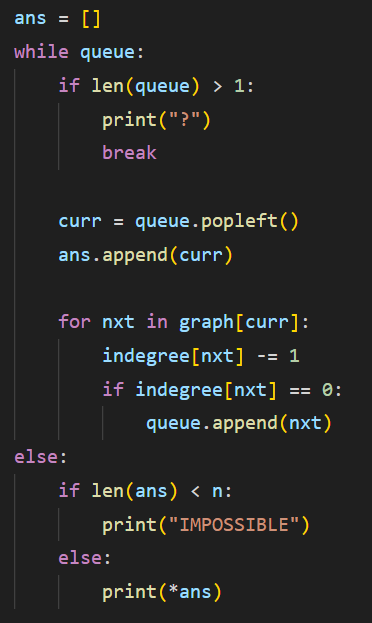 ans = []
while queue:
    if len(queue) > 1:
        print("?")
        break

    curr = queue.popleft()
    ans.append(curr)

    for nxt in graph[curr]:
        indegree[nxt] -= 1
        if indegree[nxt] == 0:
            queue.append(nxt)
else:
    if len(ans) < n:
        print("IMPOSSIBLE")
    else:
        print(*ans)